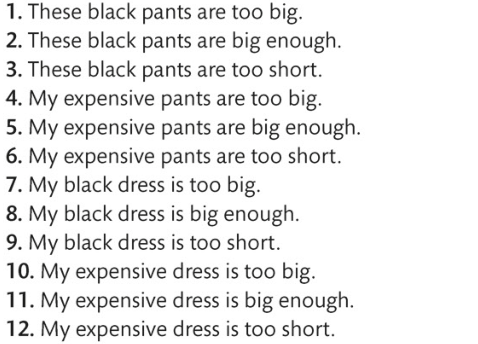 1. These black pants are too big.
2. These black pants are big enough.
3. These black pants are too short.
4. My expensive pants are too big.
5. My expensive pants are big enough.
6. My expensive pants are too short.
7. My black dress is too big.
8. My black dress is big enough.
9. My black dress is too short.
10. My expensive dress is too big.
11. My expensive dress is big enough.
12. My expensive dress is too short.